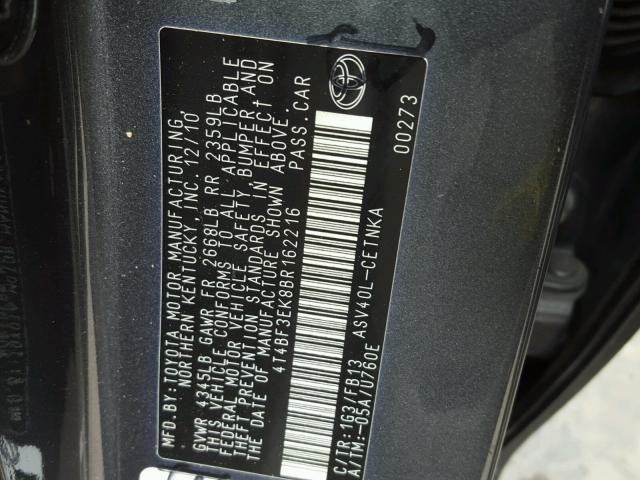 MFD.BY:TOYOTA MOTOR MANUFACTURING,
NORTHERN KENTUCKY, INC. 12/10
GVWR 4345LB GAWR FR 2668LB RR 2359LB
THIS VEHICLE CONFORMS TO ALL APPLICABLE
FEDERAL MOTOR VEHICLE SAFETY, BUMPER, AND
THEFT PREVENTION STANDARDS IN EFFECT ON
THE DATE OF MANUFACTURE SHOWN ABOVE.
4T4BF3EK8BR162216 PASS.CAR
C/TR:1G3/FB13 ASV40L-CETNKA
A/TM:-05A/U760E
00273